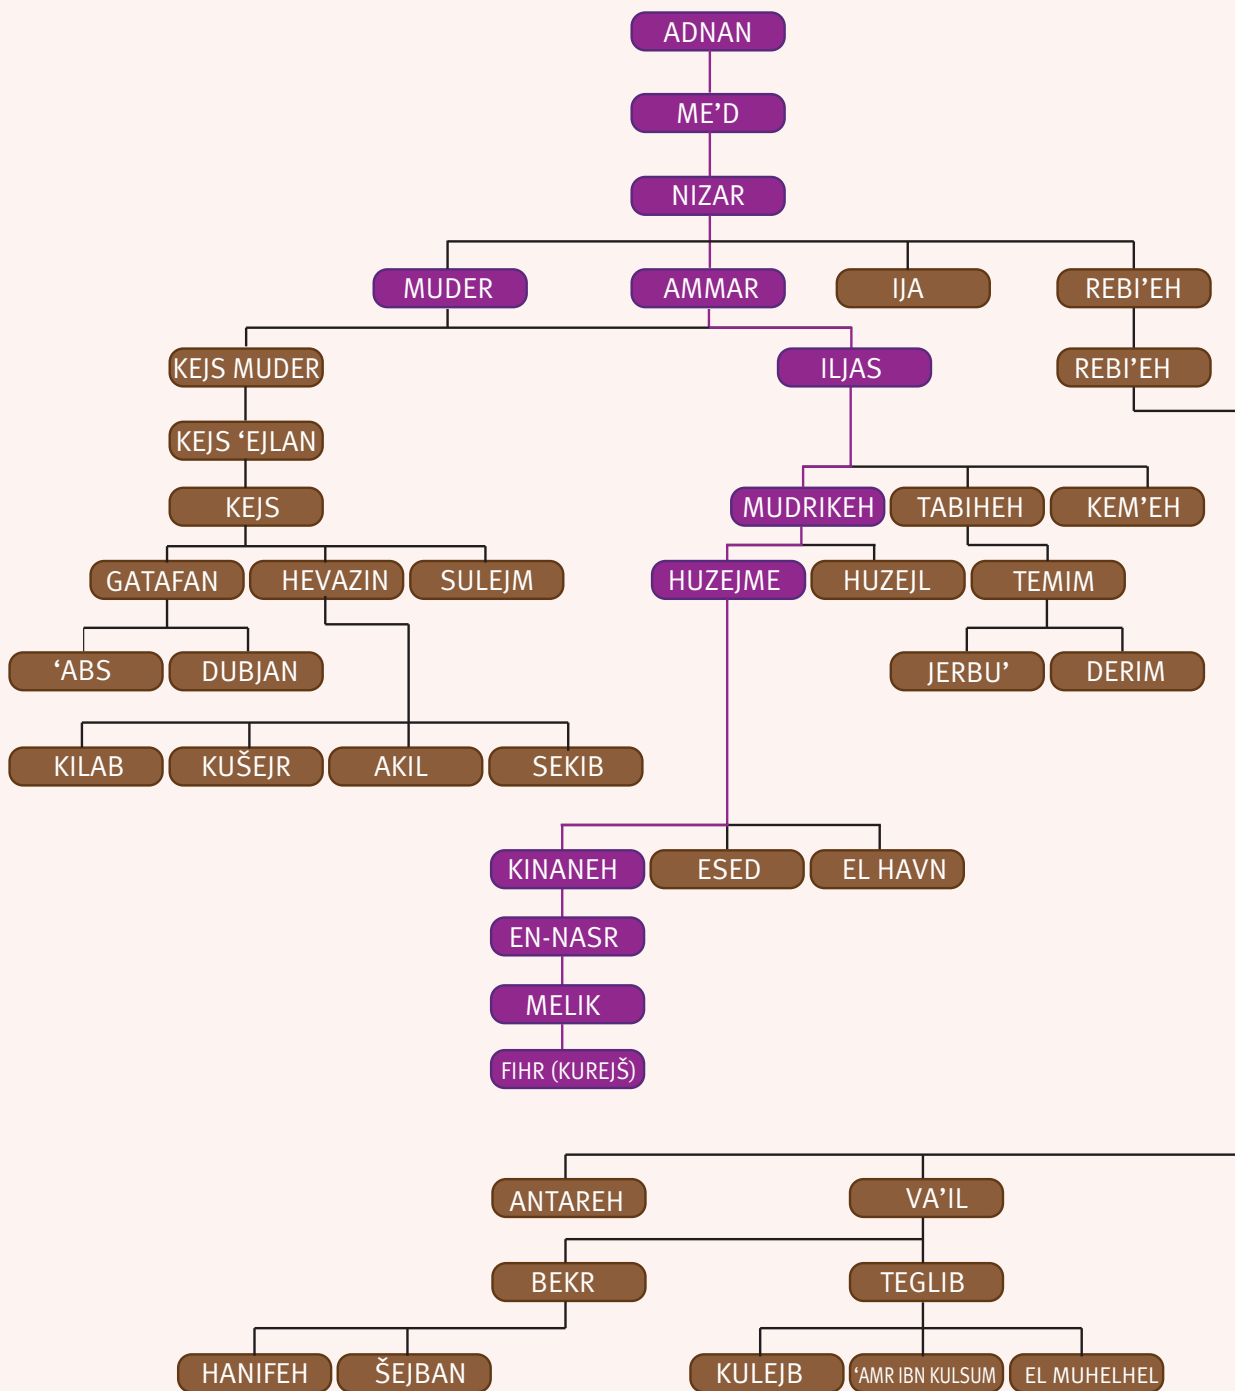 ADNAN
ME’D
NIZAR
MUDER
AMMAR
IJA
REBI’EH
KEJS MUDER
ILJAS
REBI’EH
KEJS ‘EJLAN
KEJS
MUDRIKEH
TABIHEH
KEM’EH
GATAFAN
HEVAZIN
SULEJM
HUZEJME
HUZEJL
TEMIM
‘ABS
DUBJAN
JERBU’
DERIM
KILAB
KUŠEJR
AKIL
SEKIB
KINANEH
ESED
EL HAVN
EN-NASR
MELIK
FIHR (KUREJŠ)
ANTAREH
VA’IL
BEKR
TEGLIB
HANIFEH
ŠEJBAN
KULEJB
‘AMR IBN KULSUM
EL MUHELHEL